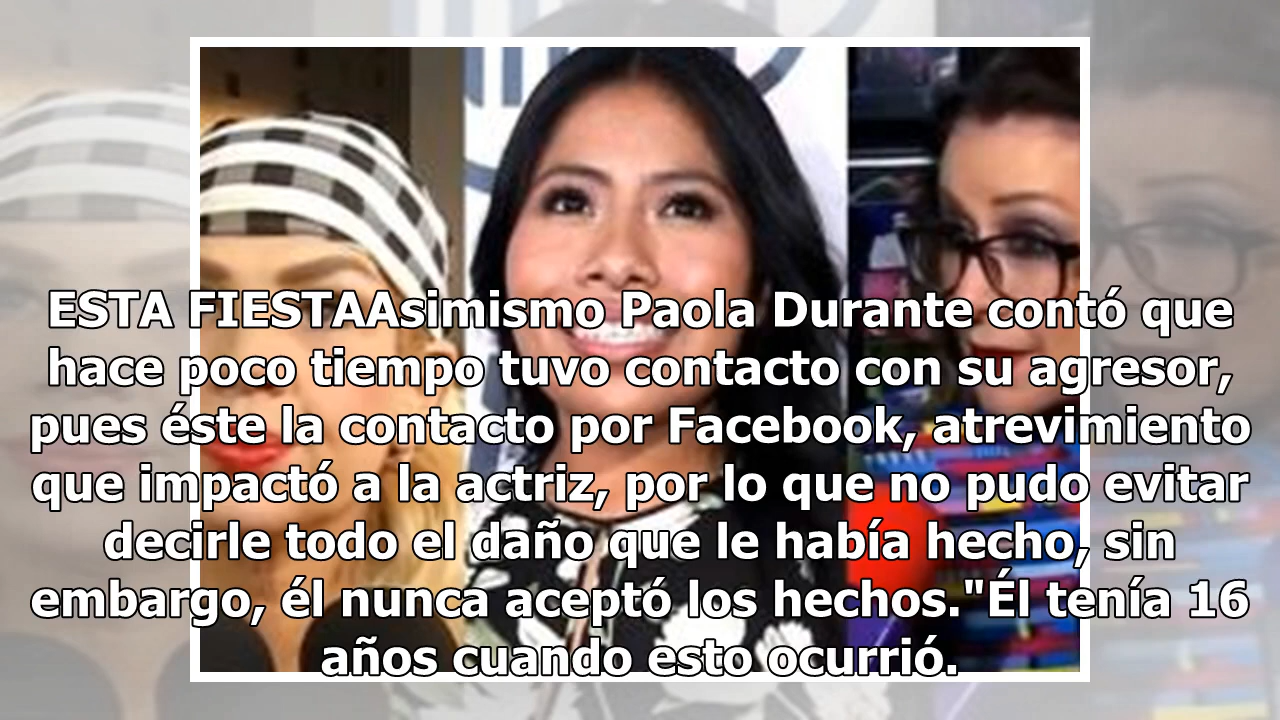 ESTA FIESTAAsimismo Paola Durante contó que
hace poco tiempo tuvo contacto con su agresor,
pues éste la contacto por Facebook, atrevimiento
que impactó a la actriz, por lo que no pudo evitar
decirle todo el daño que le había hecho, sin
embargo, él nunca aceptó los hechos."Él tenía 16
años cuando esto ocurrió.